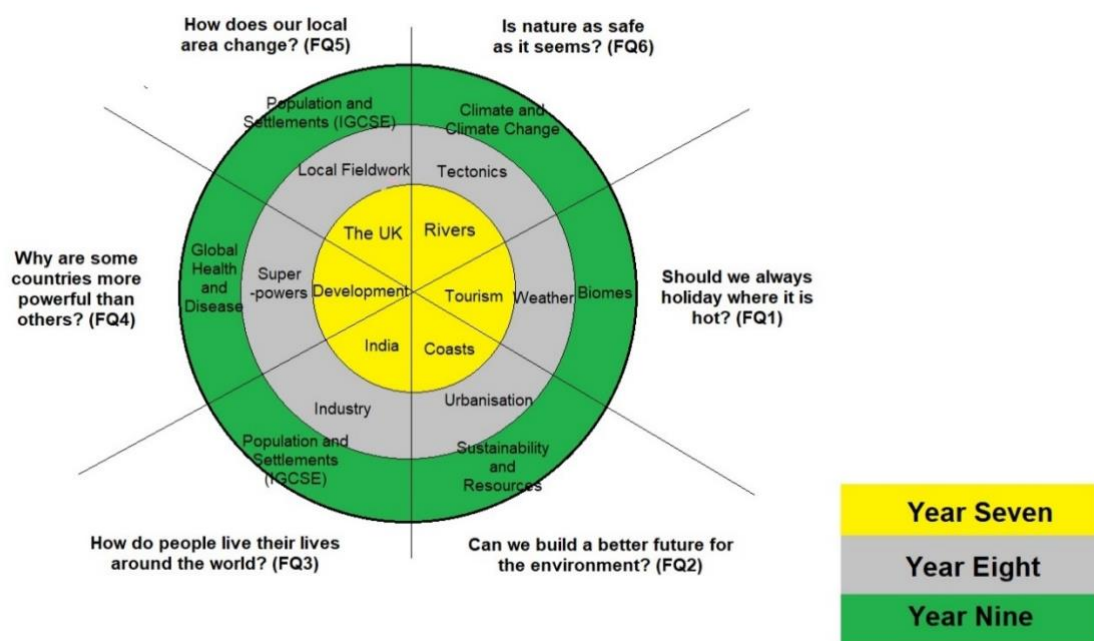 How does our local
area change? (FQ5)
Is nature as safe
as it seems? (FQ6)
Population and
Settlements (IGCSE)
Climate and
Climate Change
Local Fieldwork
Tectonics
The UK
Rivers
Why are some
countries more
powerful than
others? (FQ4)
Global
Health
and
Disease
Super
-powers
Development
Tourism
Weather
Biomes
Should we always
holiday where it is
hot? (FQ1)
India
Coasts
Industry
Urbanisation
Population and
Settlements
(IGCSE)
Sustainability
and
Resources
How do people live their lives
around the world? (FQ3)
Can we build a better future for
the environment? (FQ2)
Year Seven
Year Eight
Year Nine